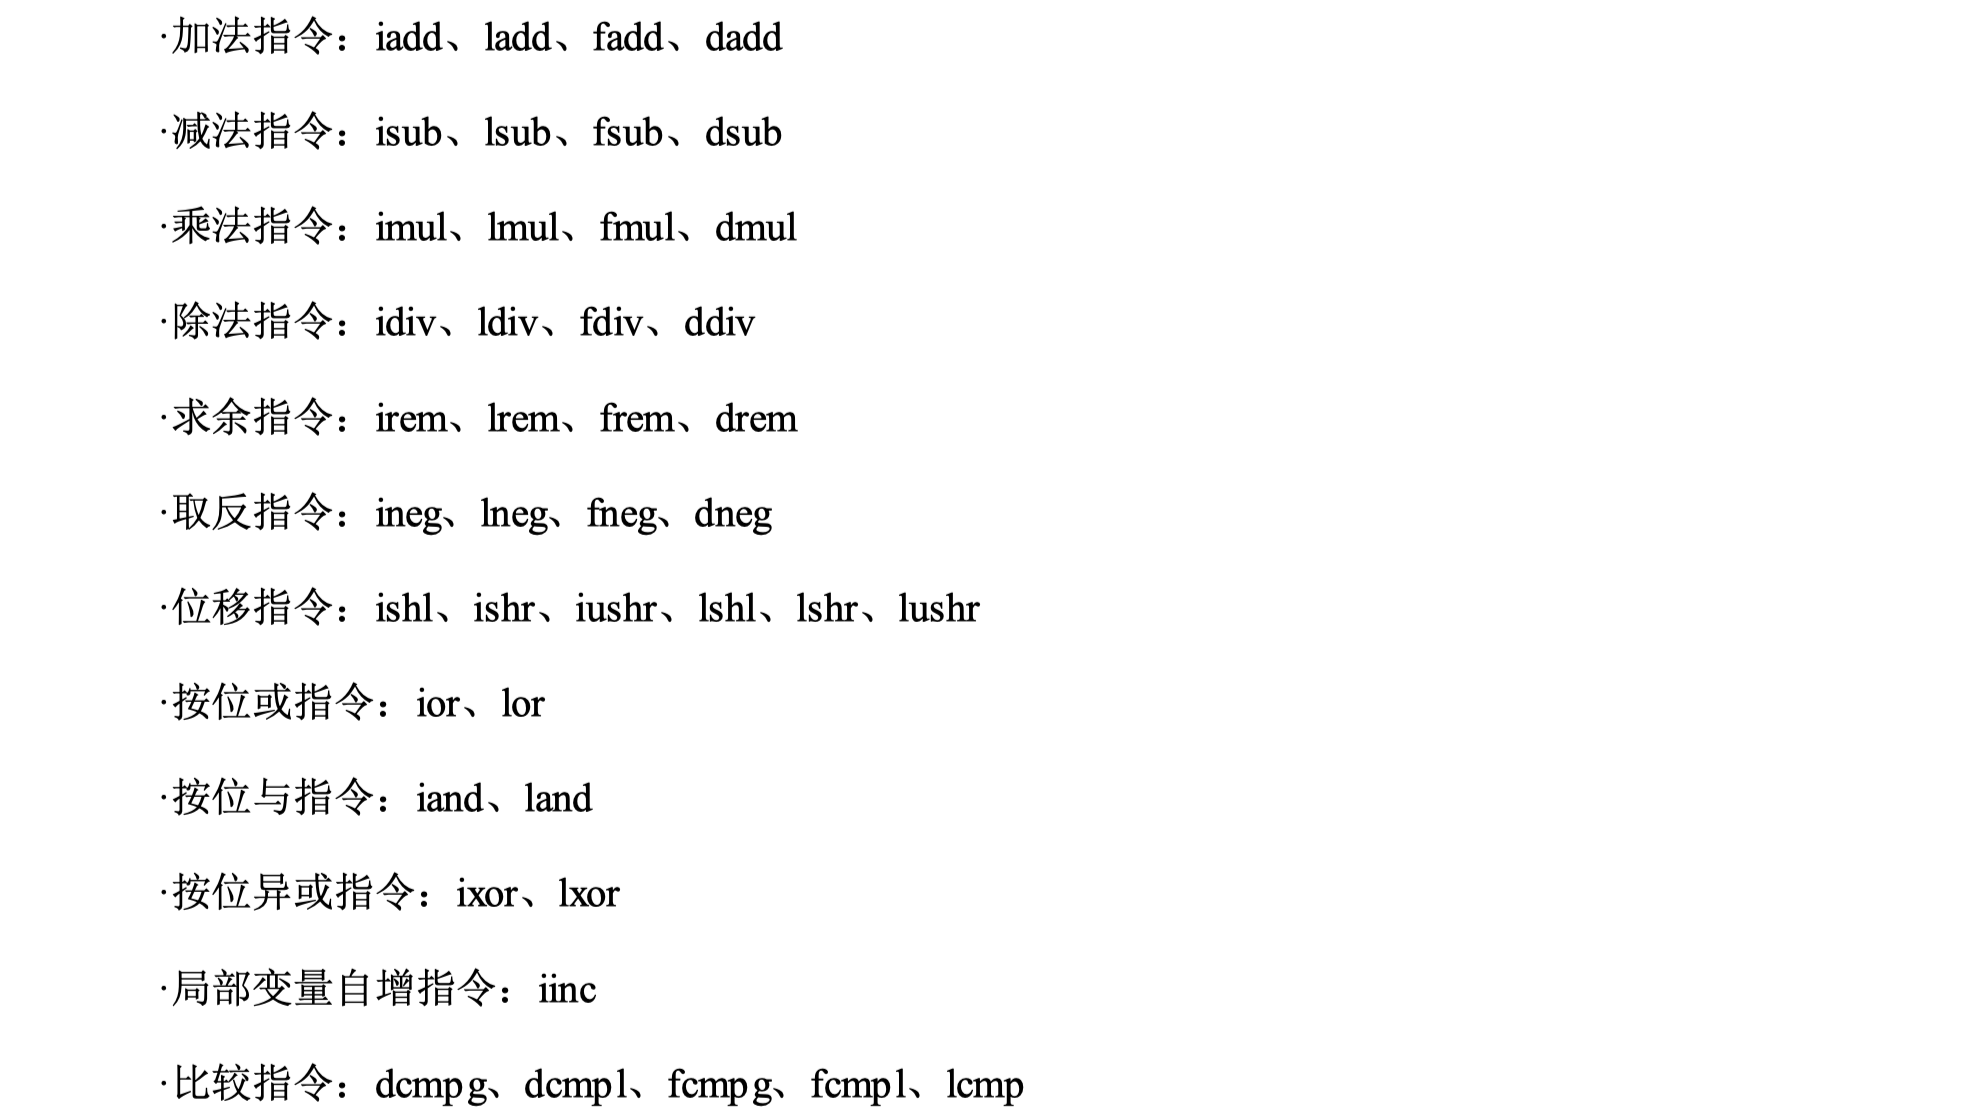 ·加法指令：iadd、ladd、fadd、dadd
·减法指令：isub、lsub、fsub、dsub
·乘法指令：imul、lmul、fmul、dmul
·除法指令：idiv、ldiv、fdiv、ddiv
·求余指令：irem、lrem、frem、drem
·取反指令：ineg、lneg、fneg、dneg
·位移指令：ishl、ishr、iushr、lshl、lshr、lushr
·按位或指令：ior、lor
·按位与指令：iand、land
·按位异或指令：ixor、lxor
·局部变量自增指令：iinc
·比较指令：dcmpg、dcmpl、fcmpg、fcmpl、lcmp